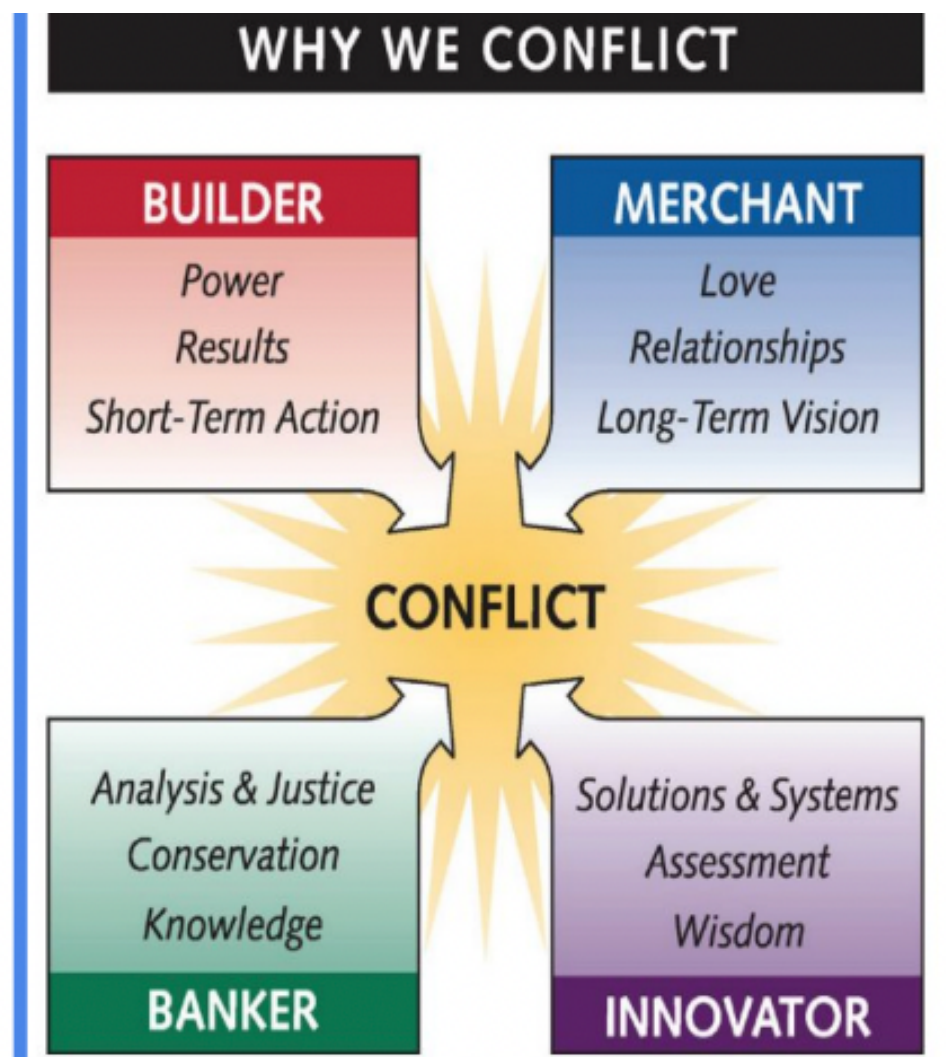 WHY WE CONFLICT
BUILDER
Power
Results
Short-Term Action
MERCHANT
Love
Relationships
Long-Term Vision
CONFLICT
Analysis & Justice
Conservation
Knowledge
BANKER
Solutions & Systems
Assessment
Wisdom
INNOVATOR